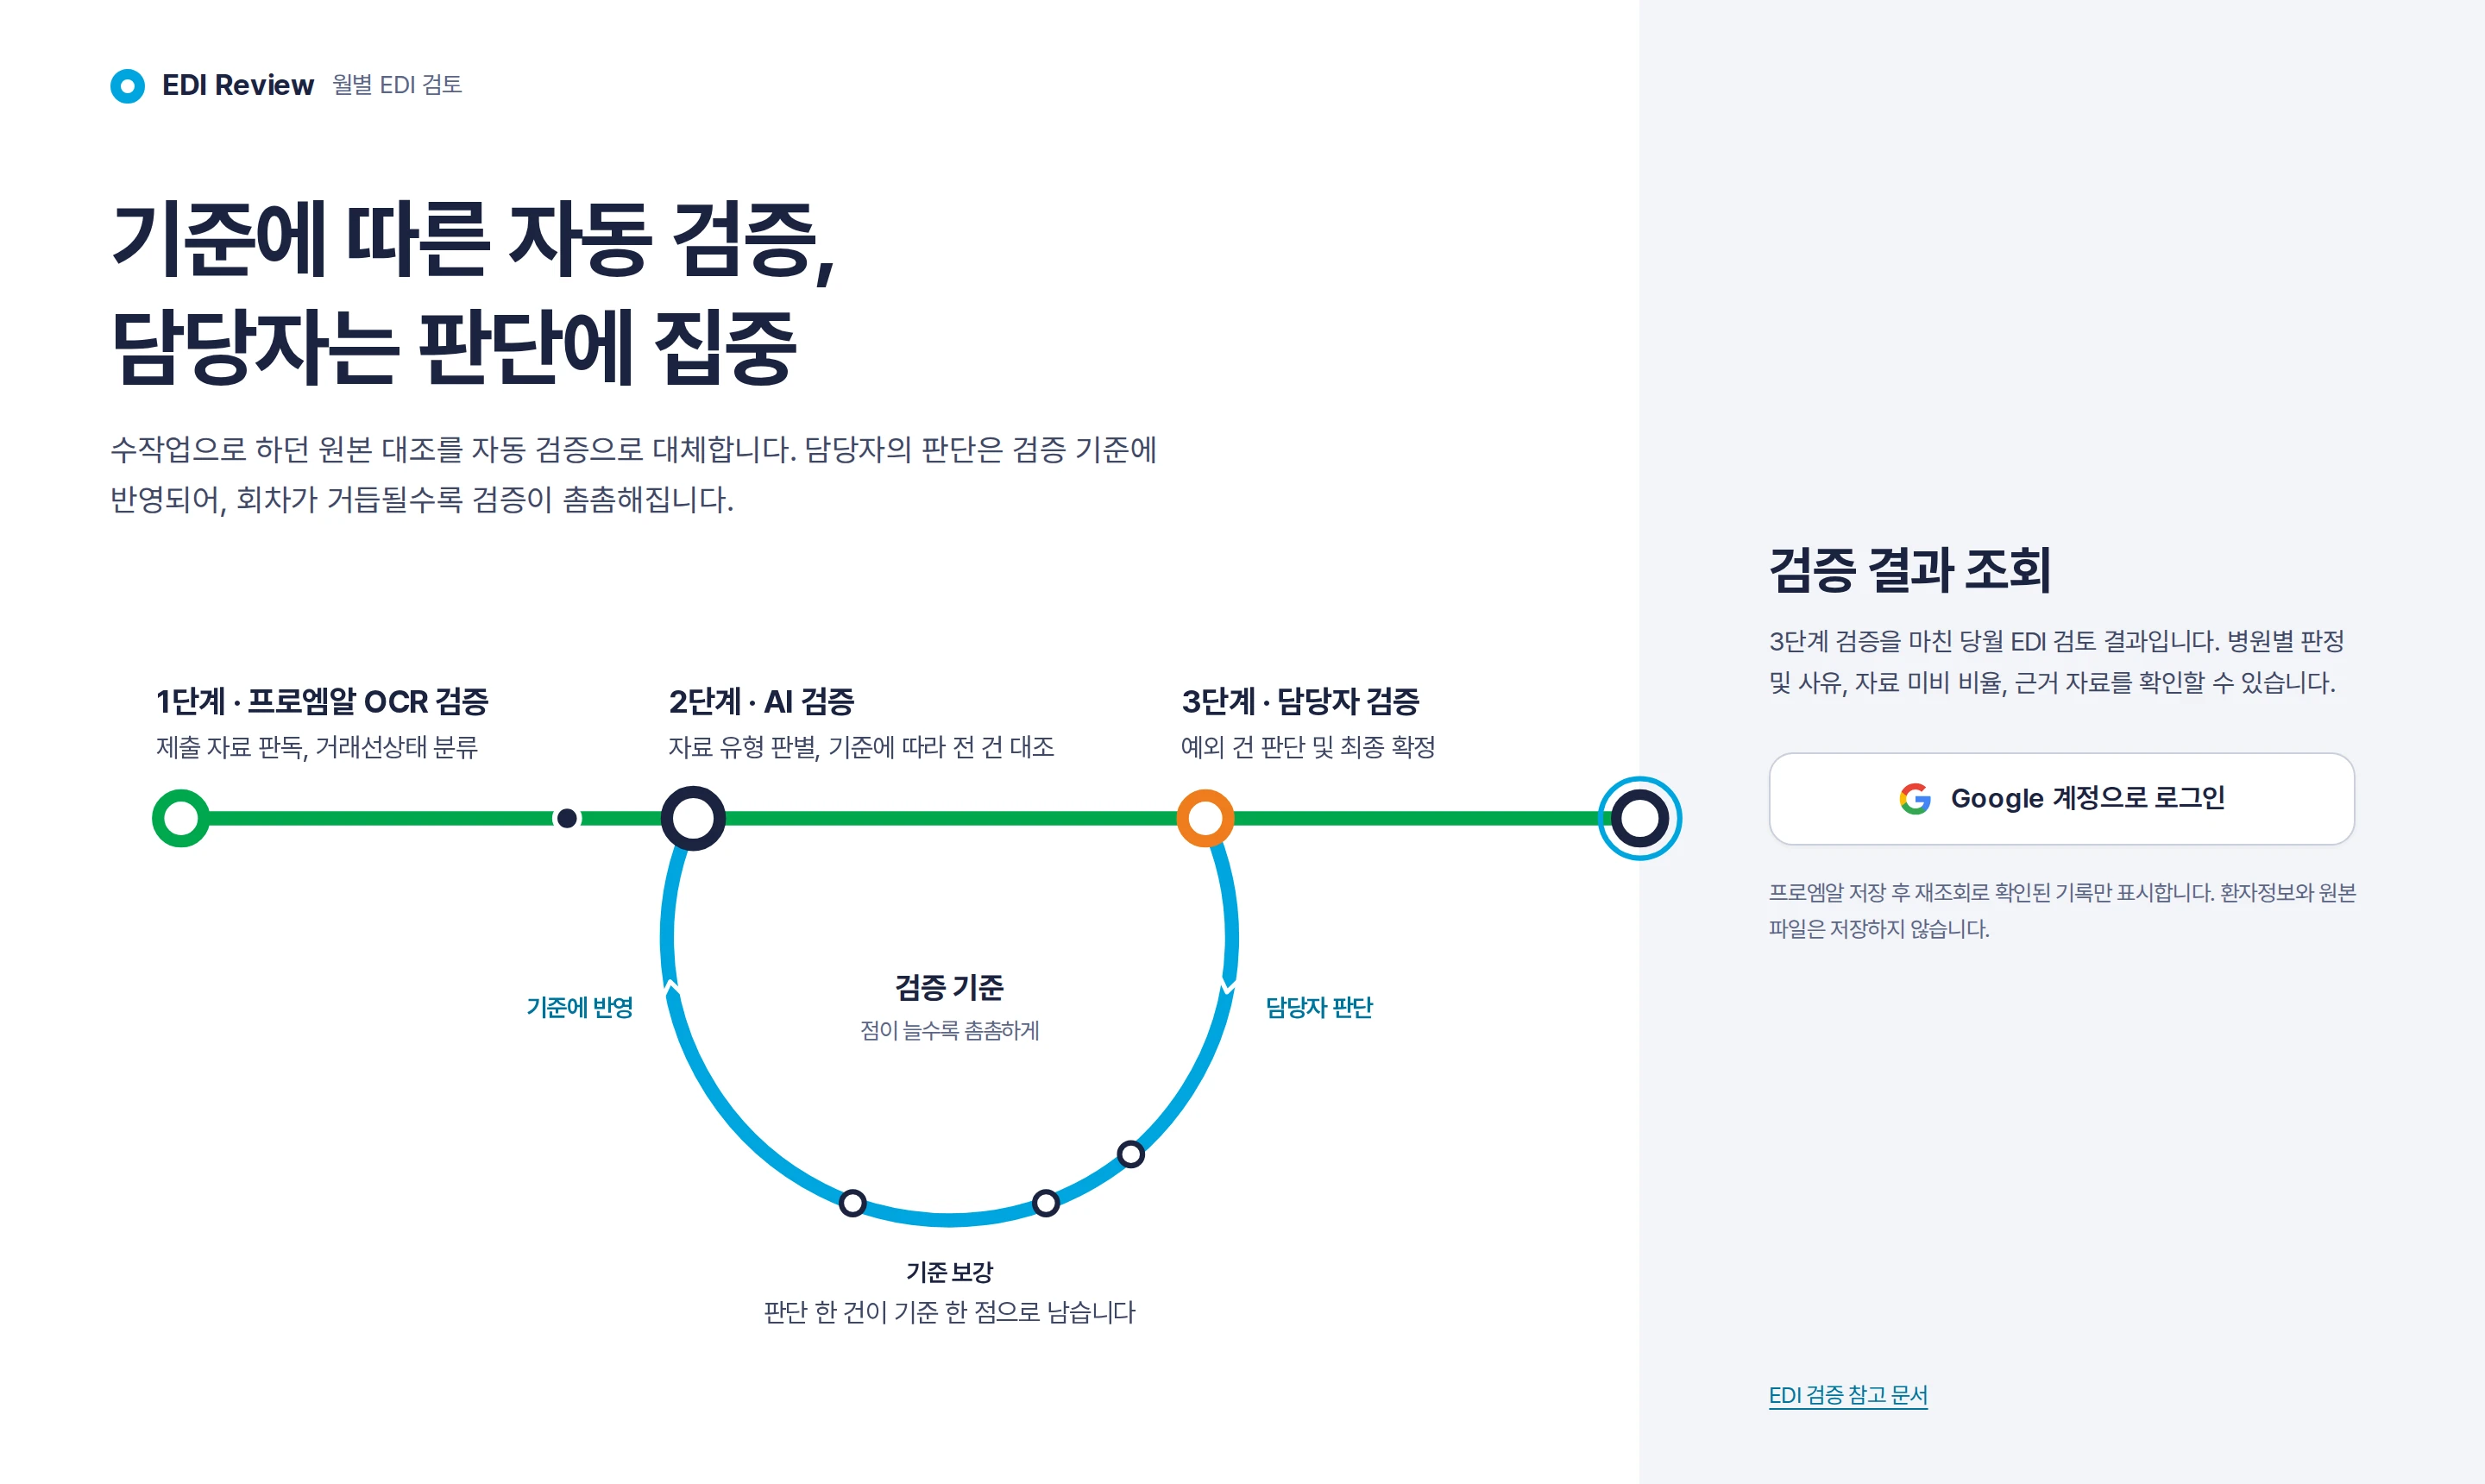 EDI Review 월별 EDI 검토
기준에 따른 자동 검증,
담당자는 판단에 집중
수작업으로 하던 원본 대조를 자동 검증으로 대체합니다. 담당자의 판단은 검증 기준에
반영되어, 회차가 거듭될수록 검증이 촘촘해집니다.
1단계 · 프로엠알 OCR 검증
제출 자료 판독, 거래선상태 분류
2단계 · AI 검증
자료 유형 판별, 기준에 따라 전 건 대조
3단계 · 담당자 검증
예외 건 판단 및 최종 확정
기준에 반영
검증 기준
점이 늘수록 촘촘하게
담당자 판단
기준 보강
판단 한 건이 기준 한 점으로 남습니다
검증 결과 조회
3단계 검증을 마친 당월 EDI 검토 결과입니다. 병원별 판정
및 사유, 자료 미비 비율, 근거 자료를 확인할 수 있습니다.
Google 계정으로 로그인
프로엠알 저장 후 재조회로 확인된 기록만 표시합니다. 환자정보와 원본
파일은 저장하지 않습니다.
EDI 검증 참고 문서